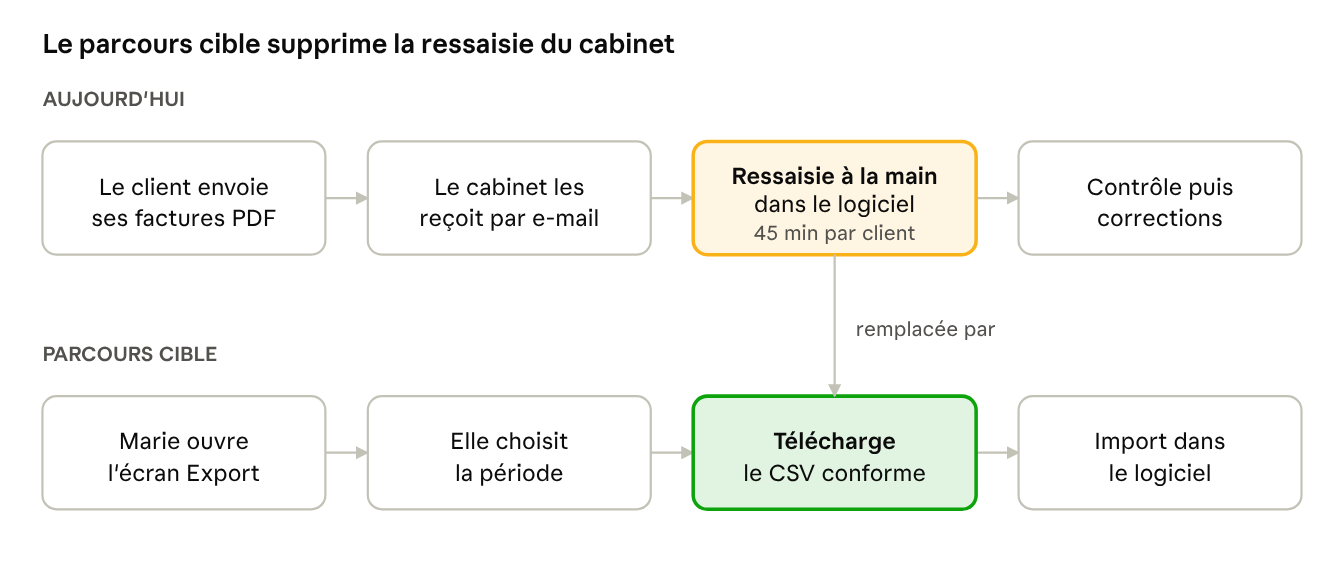 Le parcours cible supprime la ressaisie du cabinet
AUJOURD'HUI
Le client envoie
ses factures PDF
Le cabinet les
reçoit par e-mail
Ressaisie à la main
dans le logiciel
45 min par client
Contrôle puis
corrections
remplacée par
PARCOURS CIBLE
Marie ouvre
l'écran Export
Elle choisit
la période
Télécharge
le CSV conforme
Import dans
le logiciel